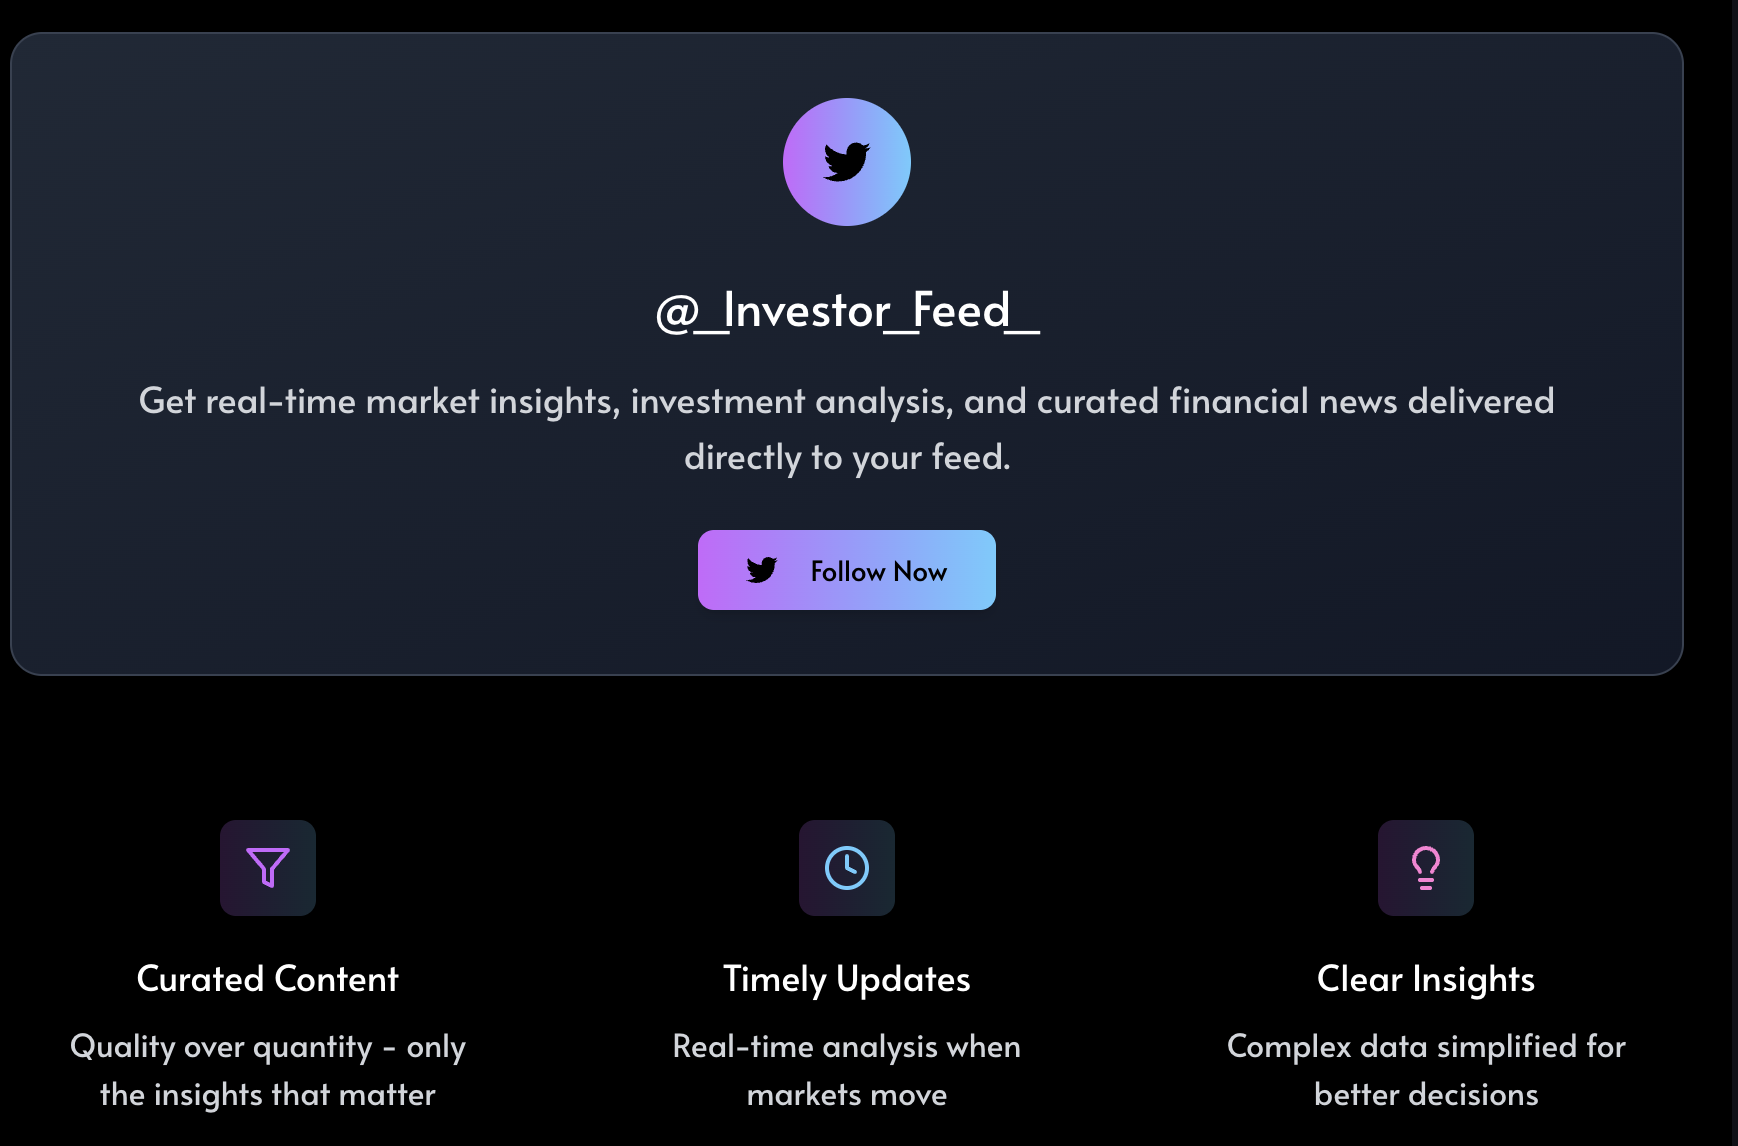 @_Investor_Feed_
Get real-time market insights, investment analysis, and curated financial news delivered
directly to your feed.
Follow Now
Curated Content
Quality over quantity - only
the insights that matter
Timely Updates
Real-time analysis when
markets move
Clear Insights
Complex data simplified for
better decisions